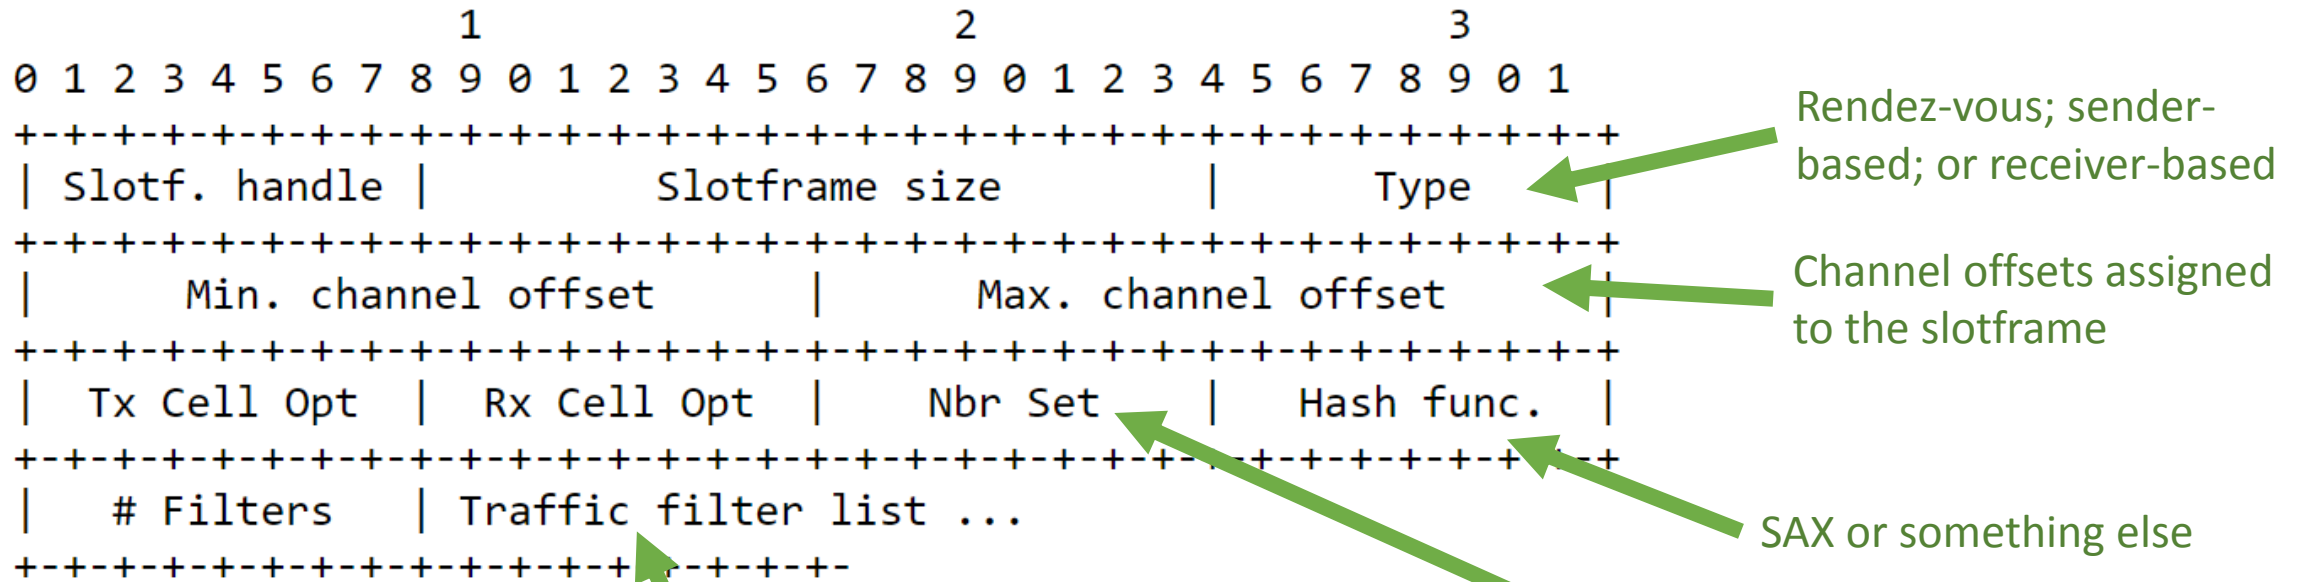 1                   2                   3
0 1 2 3 4 5 6 7 8 9 0 1 2 3 4 5 6 7 8 9 0 1 2 3 4 5 6 7 8 9 0 1
+-+-+-+-+-+-+-+-+-+-+-+-+-+-+-+-+-+-+-+-+-+-+-+-+-+-+-+-+-+-+-+-+
| Slotf. handle |         Slotframe size        |      Type     |
+-+-+-+-+-+-+-+-+-+-+-+-+-+-+-+-+-+-+-+-+-+-+-+-+-+-+-+-+-+-+-+-+
|      Min. channel offset      |      Max. channel offset      |
+-+-+-+-+-+-+-+-+-+-+-+-+-+-+-+-+-+-+-+-+-+-+-+-+-+-+-+-+-+-+-+-+
|  Tx Cell Opt  |  Rx Cell Opt  |    Nbr Set    |   Hash func.  |
+-+-+-+-+-+-+-+-+-+-+-+-+-+-+-+-+-+-+-+-+-+-+-+-+-+-+-+-+-+-+-+-+
|   # Filters   | Traffic filter list ...
+-+-+-+-+-+-+-+-+-+-+-+-+-+-+-+-+-
Rendez-vous; sender-
based; or receiver-based
Channel offsets assigned
to the slotframe
SAX or something else